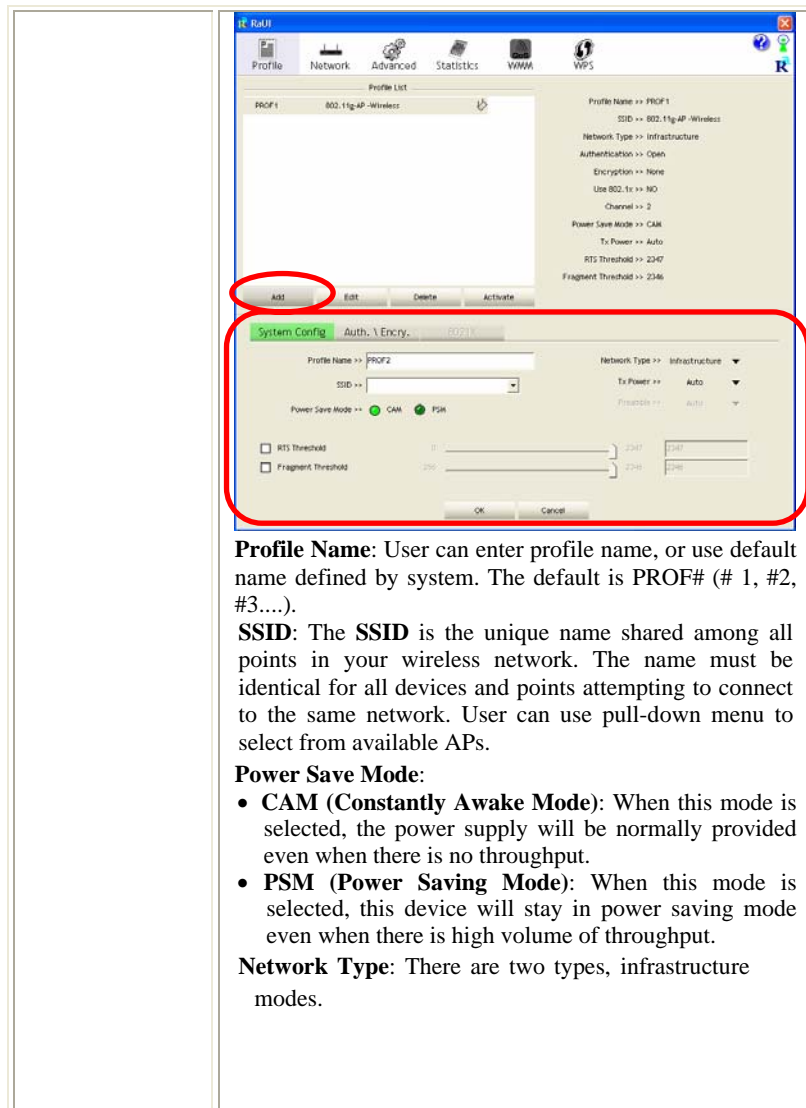 RaUI
Profile Network Advanced Statistics WMM WPS
Profile List
PROF1 802.11g-AP -Wireless
Profile Name >> PROF1
SSID >> 802.11g-AP -Wireless
Network Type >> Infrastructure
Authentication >> Open
Encryption >> None
Use 802.1x >> NO
Channel >> 2
Power Save Mode >> CAM
Tx Power >> Auto
RTS Threshold >> 2347
Fragment Threshold >> 2346
Add Edit Delete Activate
System Config Auth. \ Encry. 8021X
Profile Name >> PROF2 Network Type >> Infrastructure
SSID >> Tx Power >> Auto
Preamble >> Auto
Power Save Mode >> CAM PSM
RTS Threshold 0 2347 2347
Fragment Threshold 256 2346 2346
OK Cancel
Profile Name: User can enter profile name, or use default
name defined by system. The default is PROF# (# 1, #2,
#3....).
SSID: The SSID is the unique name shared among all
points in your wireless network. The name must be
identical for all devices and points attempting to connect
to the same network. User can use pull-down menu to
select from available APs.
Power Save Mode:
• CAM (Constantly Awake Mode): When this mode is
selected, the power supply will be normally provided
even when there is no throughput.
• PSM (Power Saving Mode): When this mode is
selected, this device will stay in power saving mode
even when there is high volume of throughput.
Network Type: There are two types, infrastructure
modes.